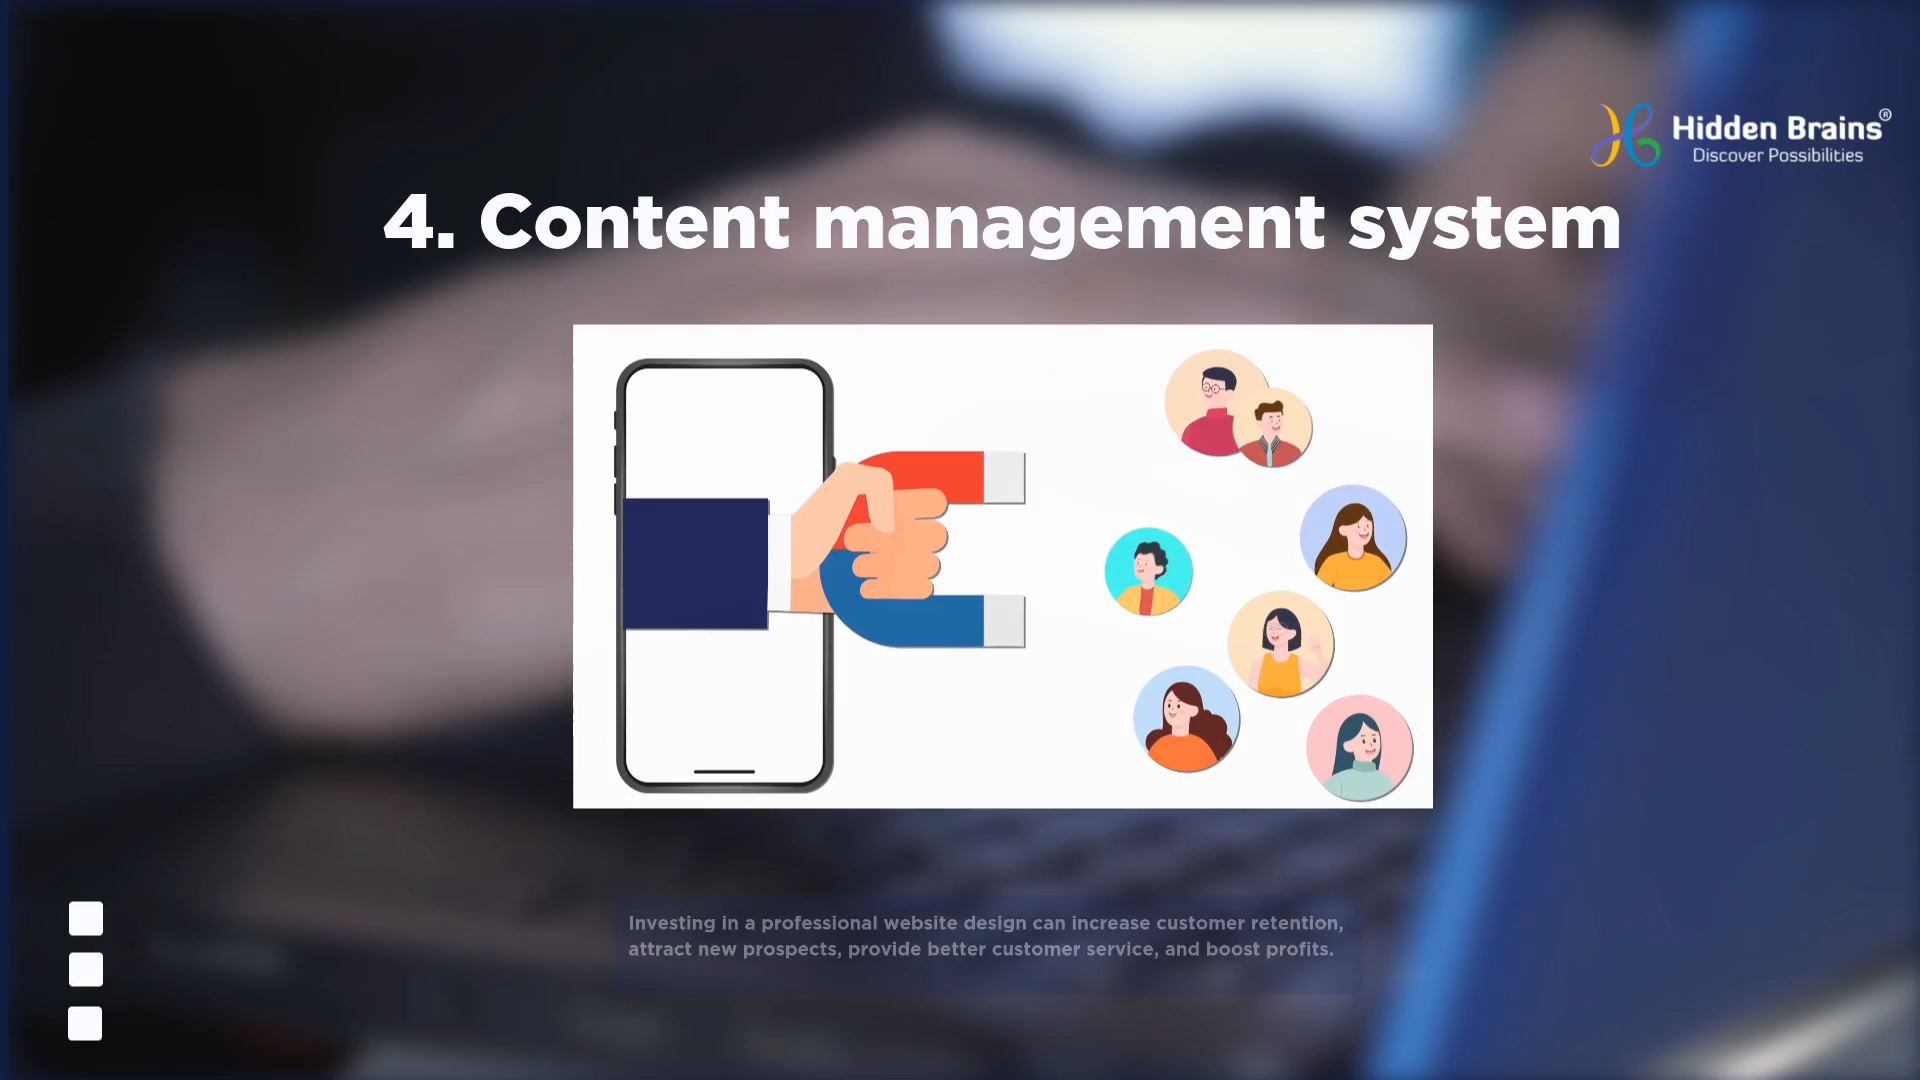 Hidden Brains®
Discover Possibilities
4. Content management system
Investing in a professional website design can increase customer retention,
attract new prospects, provide better customer service, and boost profits.